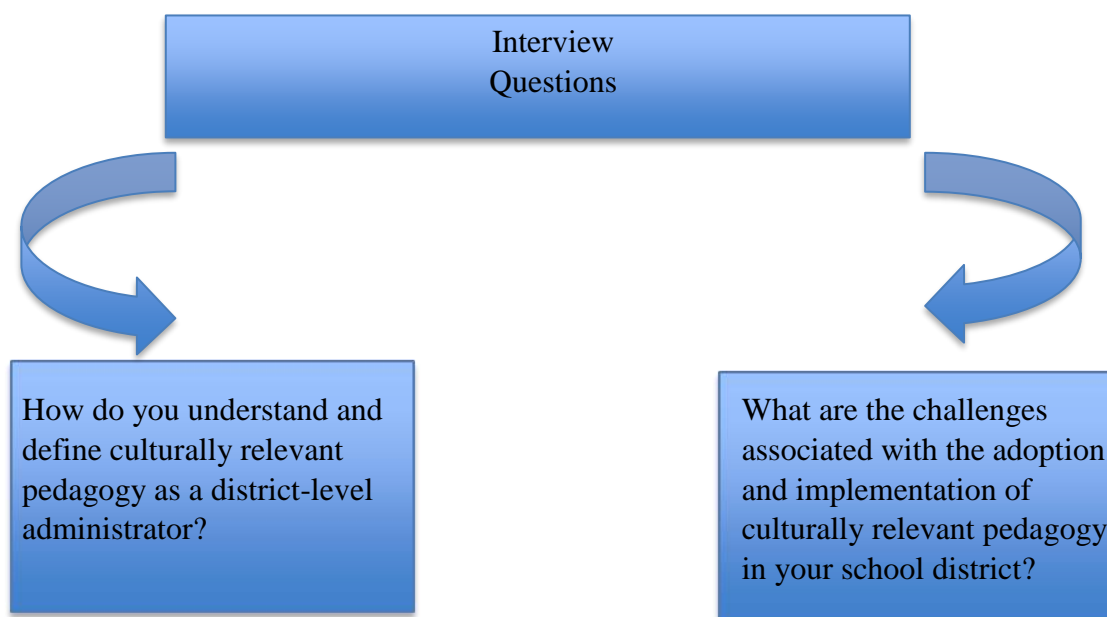 Interview
Questions
How do you understand and
define culturally relevant
pedagogy as a district-level
administrator?
What are the challenges
associated with the adoption
and implementation of
culturally relevant pedagogy
in your school district?